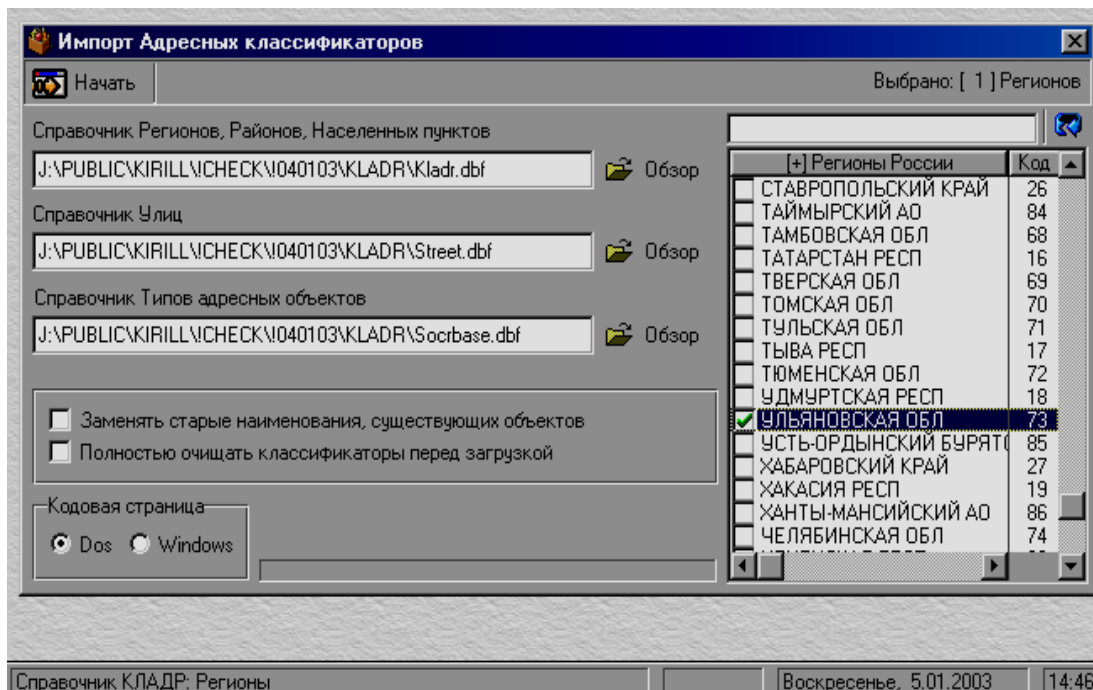 Импорт Адресных классификаторов
Начать
Выбрано: [ 1 ] Регионов
Справочник Регионов, Районов, Населенных пунктов
J:\PUBLIC\KIRILL\!CHECK\!040103\KLADR\Kladr.dbf
Обзор
Справочник Улиц
J:\PUBLIC\KIRILL\!CHECK\!040103\KLADR\Street.dbf
Обзор
Справочник Типов адресных объектов
J:\PUBLIC\KIRILL\!CHECK\!040103\KLADR\Socrbase.dbf
Обзор
Заменять старые наименования, существующих объектов
Полностью очищать классификаторы перед загрузкой
Кодовая страница
Dos Windows
[+] Регионы России Код
СТАВРОПОЛЬСКИЙ КРАЙ 26
ТАЙМЫРСКИЙ АО 84
ТАМБОВСКАЯ ОБЛ 68
ТАТАРСТАН РЕСП 16
ТВЕРСКАЯ ОБЛ 69
ТОМСКАЯ ОБЛ 70
ТУЛЬСКАЯ ОБЛ 71
ТЫВА РЕСП 17
ТЮМЕНСКАЯ ОБЛ 72
УДМУРТСКАЯ РЕСП 18
УЛЬЯНОВСКАЯ ОБЛ 73
УСТЬ-ОРДЫНСКИЙ БУРЯТ 85
ХАБАРОВСКИЙ КРАЙ 27
ХАКАСИЯ РЕСП 19
ХАНТЫ-МАНСИЙСКИЙ АО 86
ЧЕЛЯБИНСКАЯ ОБЛ 74
Справочник КЛАДР: Регионы
Воскресенье, 5.01.2003
14:46